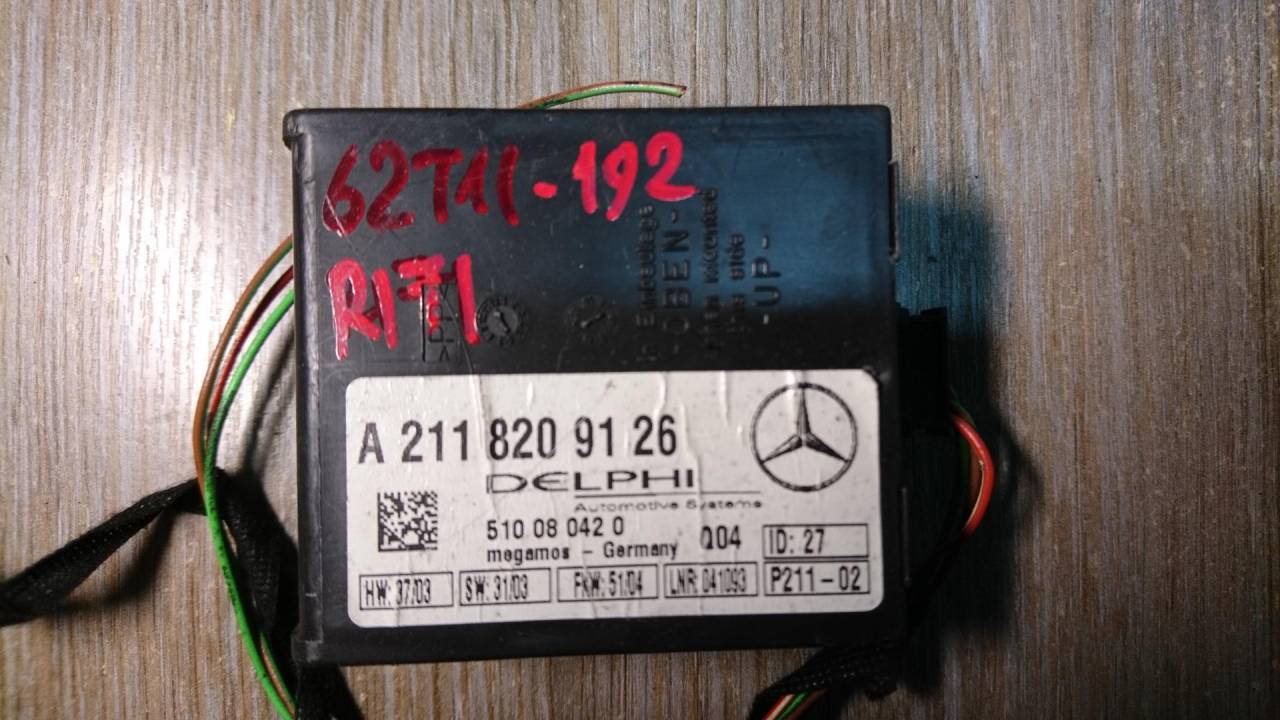 62T11-192
R171
Einbaulage
- OBEN -
- UP -
A 211 820 91 26
DELPHI
Automotive Systems
510 08 042 0
Q04
ID: 27
megamos - Germany
HW: 37/03
SW: 31/03
FKW: 51/04
LNR: 041093
P211-02